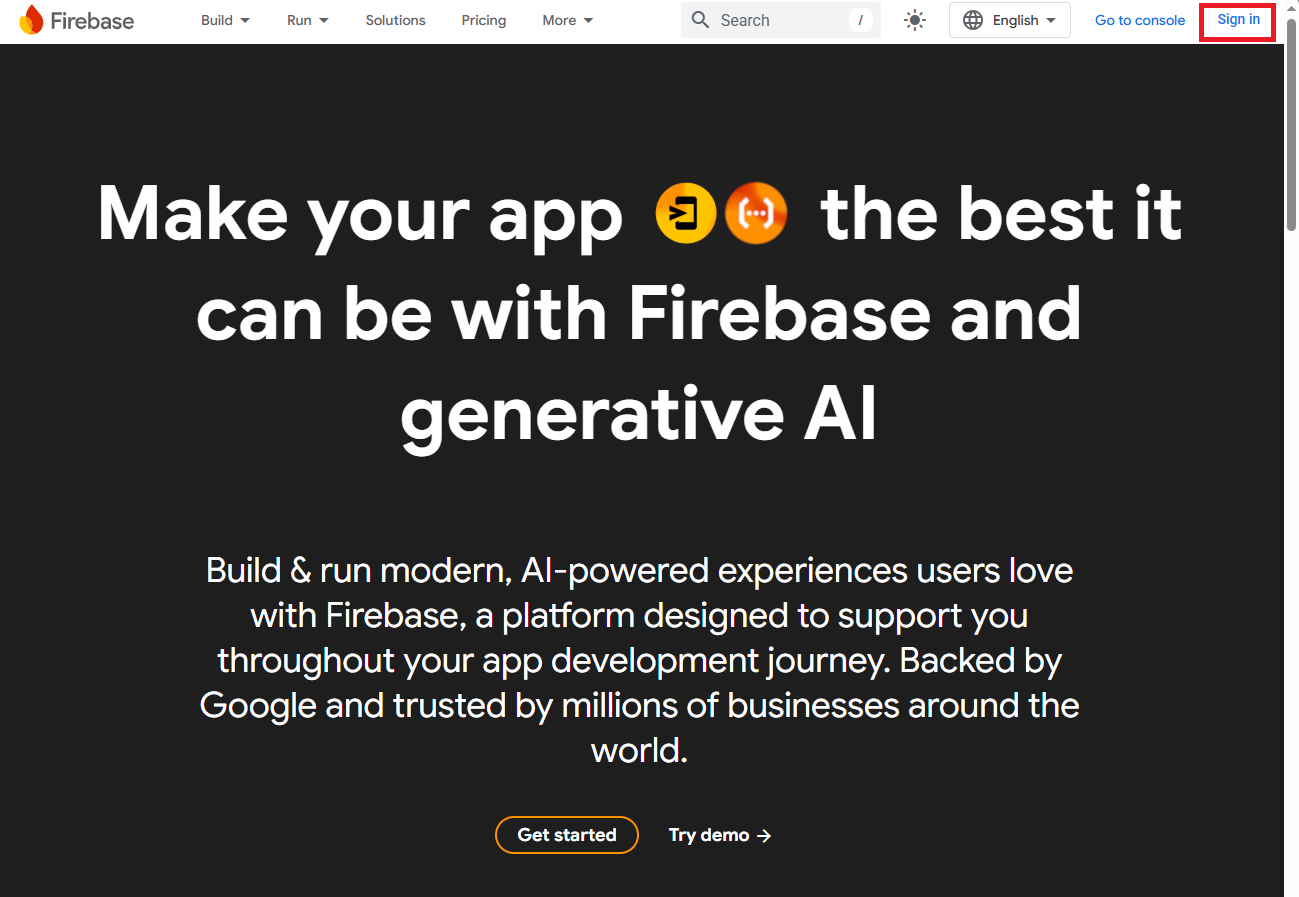 Firebase Build Run Solutions Pricing More Search / English Go to console Sign in
Make your app the best it
can be with Firebase and
generative AI
Build & run modern, AI-powered experiences users love
with Firebase, a platform designed to support you
throughout your app development journey. Backed by
Google and trusted by millions of businesses around the
world.
Get started Try demo →